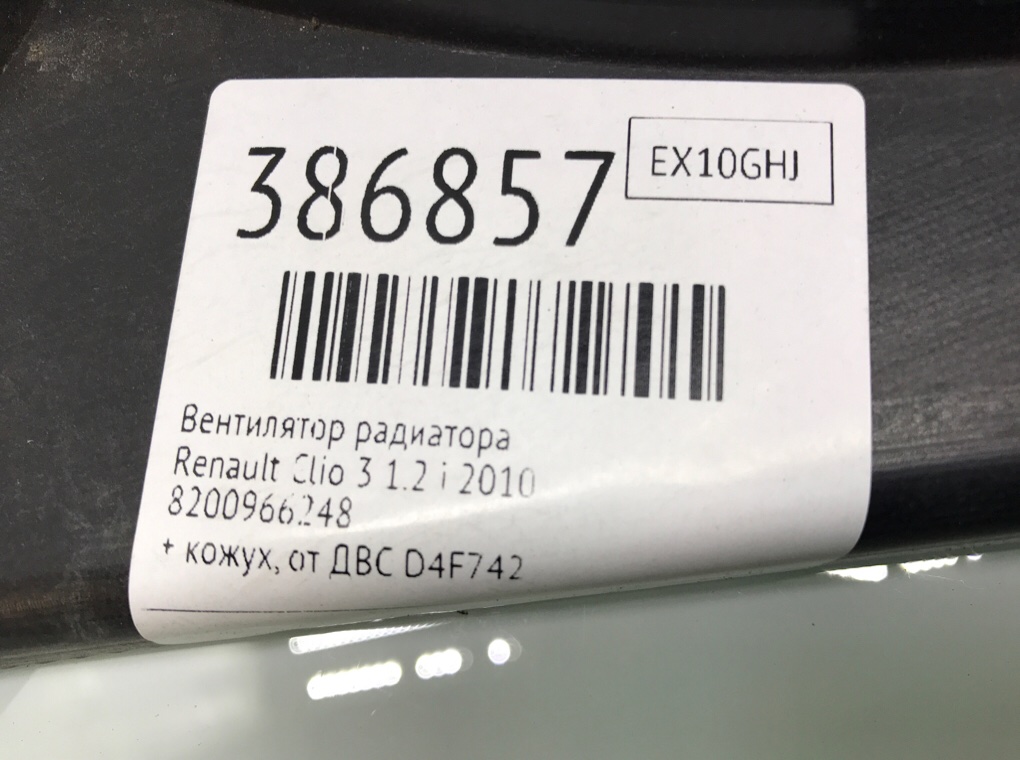 386857
EX10GHJ
Вентилятор радиатора
Renault Clio 3 1.2 i 2010
8200966248
+ кожух, от ДВС D4F742